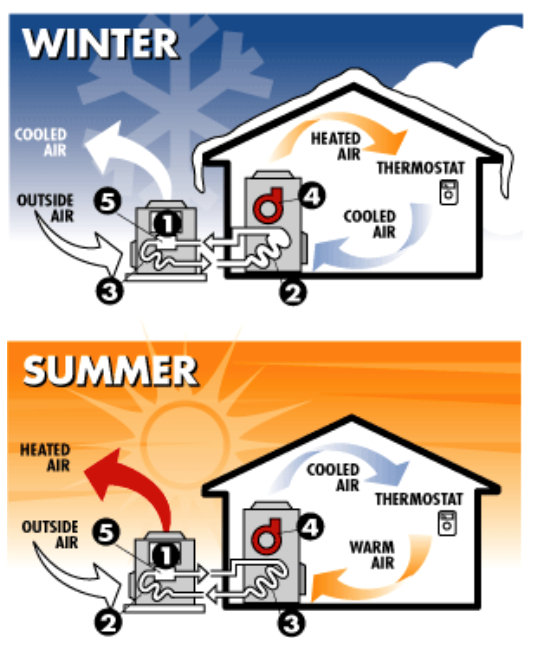 WINTER
COOLED
AIR
HEATED
AIR
THERMOSTAT
OUTSIDE
AIR
5
1
4
COOLED
AIR
3
2
SUMMER
HEATED
AIR
COOLED
AIR
THERMOSTAT
OUTSIDE
AIR
5
1
4
WARM
AIR
2
3